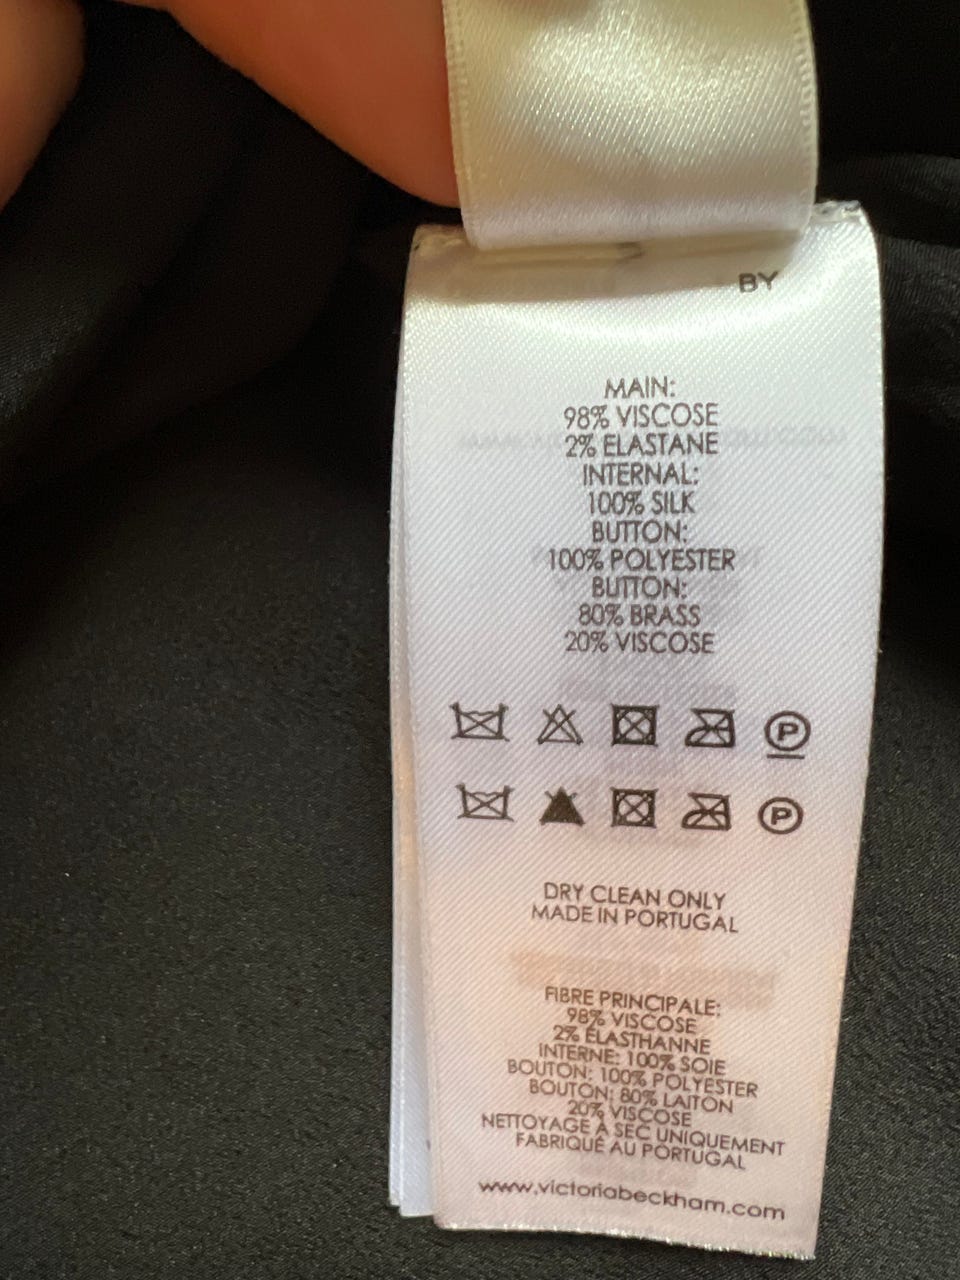 BY
MAIN:
98% VISCOSE
2% ELASTANE
INTERNAL:
100% SILK
BUTTON:
100% POLYESTER
BUTTON:
80% BRASS
20% VISCOSE
P
P
DRY CLEAN ONLY
MADE IN PORTUGAL
FIBRE PRINCIPALE:
98% VISCOSE
2% ÉLASTHANNE
INTERNE: 100% SOIE
BOUTON: 100% POLYESTER
BOUTON: 80% LAITON
20% VISCOSE
NETTOYAGE À SEC UNIQUEMENT
FABRIQUÉ AU PORTUGAL
www.victoriabeckham.com